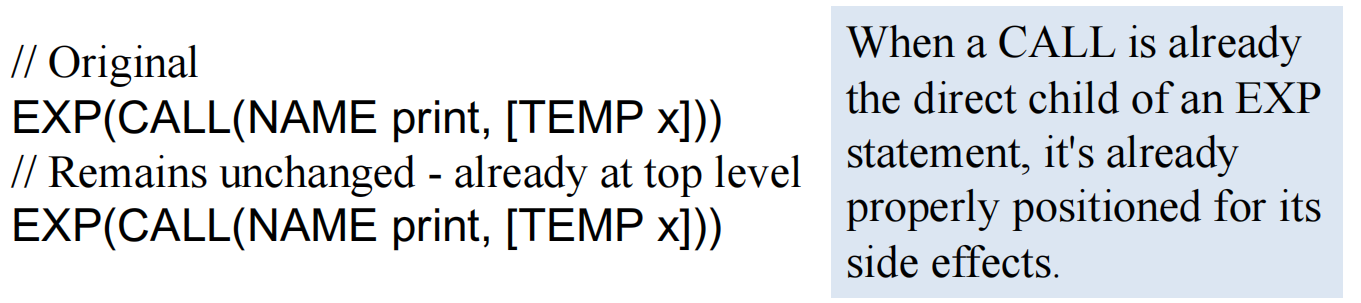 // Original
EXP(CALL(NAME print, [TEMP x]))
// Remains unchanged - already at top level
EXP(CALL(NAME print, [TEMP x]))
When a CALL is already
the direct child of an EXP
statement, it's already
properly positioned for its
side effects.